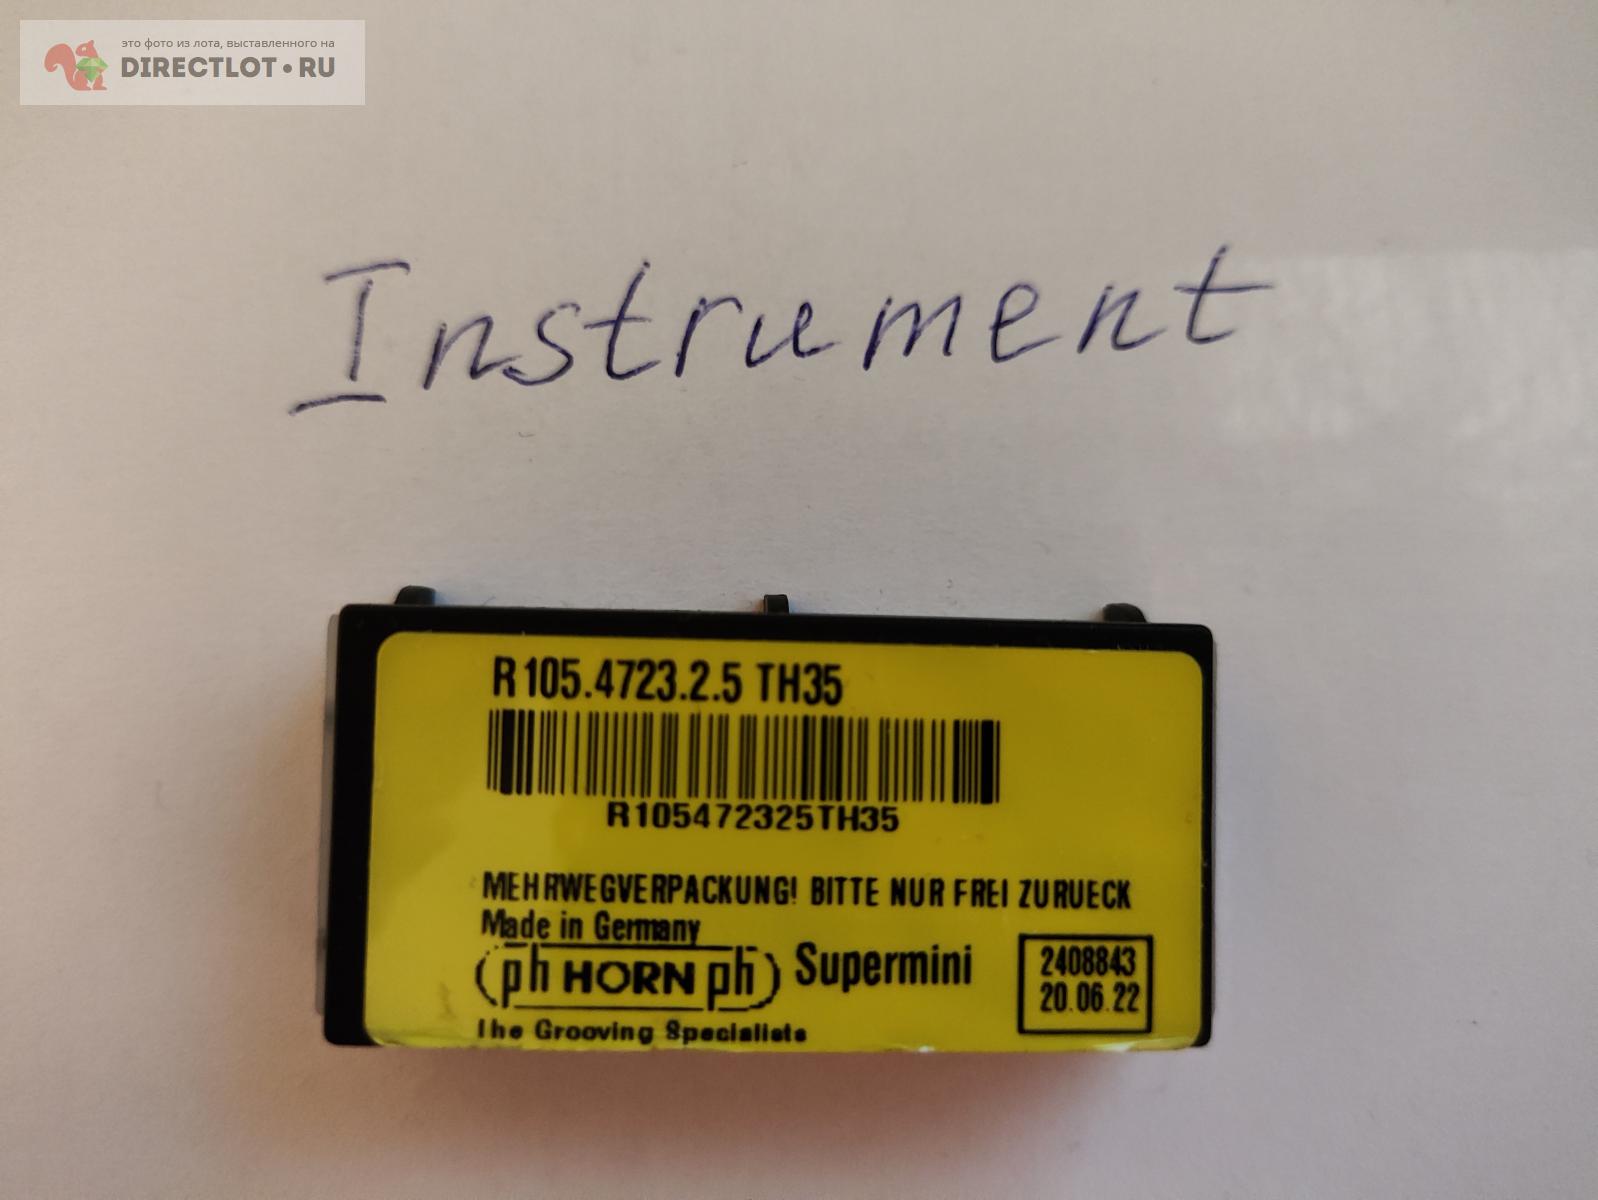 это фото из лота, выставленного на
DIRECTLOT•RU
Instrument
R105.4723.2.5 TH35
R105472325TH35
MEHRWEGVERPACKUNG! BITTE NUR FREI ZURUECK
Made in Germany
(ph HORN ph) Supermini
2408843
20.06.22
The Grooving Specialists